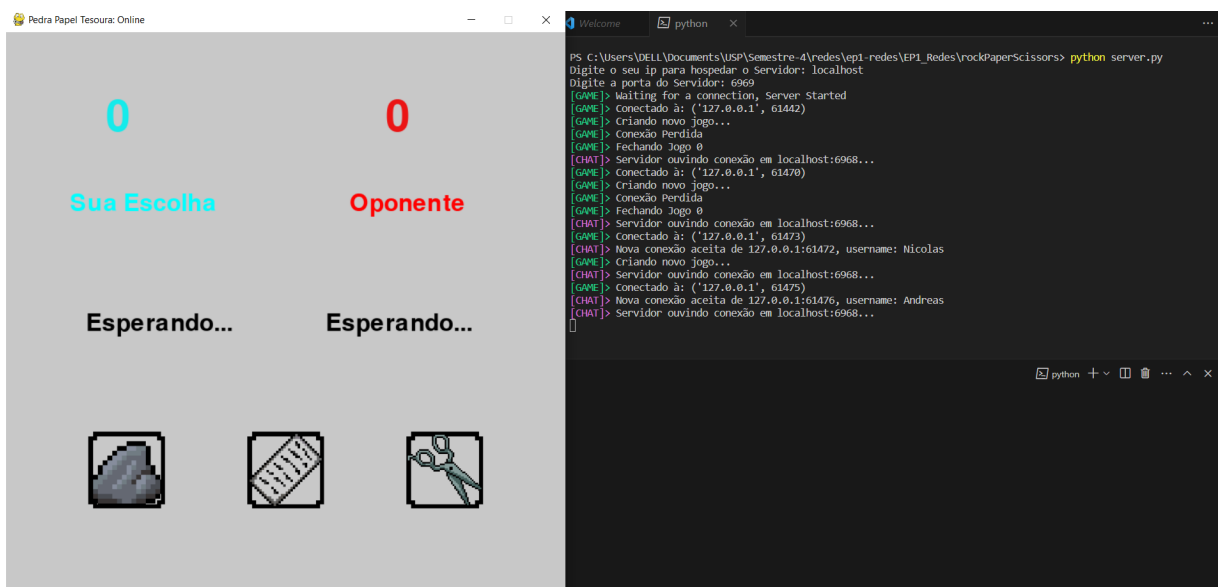 Pedra Papel Tesoura: Online
0 0
Sua Escolha Oponente
Esperando... Esperando...
Welcome python
PS C:\Users\DELL\Documents\USP\Semestre-4\redes\ep1-redes\EP1_Redes\rockPaperScissors> python server.py
Digite o seu ip para hospedar o Servidor: localhost
Digite a porta do Servidor: 6969
[GAME]> Waiting for a connection, Server Started
[GAME]> Conectado à: ('127.0.0.1', 61442)
[GAME]> Criando novo jogo...
[GAME]> Conexão Perdida
[GAME]> Fechando Jogo 0
[CHAT]> Servidor ouvindo conexão em localhost:6968...
[GAME]> Conectado à: ('127.0.0.1', 61470)
[GAME]> Criando novo jogo...
[GAME]> Conexão Perdida
[GAME]> Fechando Jogo 0
[CHAT]> Servidor ouvindo conexão em localhost:6968...
[GAME]> Conectado à: ('127.0.0.1', 61473)
[CHAT]> Nova conexão aceita de 127.0.0.1:61472, username: Nicolas
[GAME]> Criando novo jogo...
[CHAT]> Servidor ouvindo conexão em localhost:6968...
[GAME]> Conectado à: ('127.0.0.1', 61475)
[CHAT]> Nova conexão aceita de 127.0.0.1:61476, username: Andreas
[CHAT]> Servidor ouvindo conexão em localhost:6968...
python